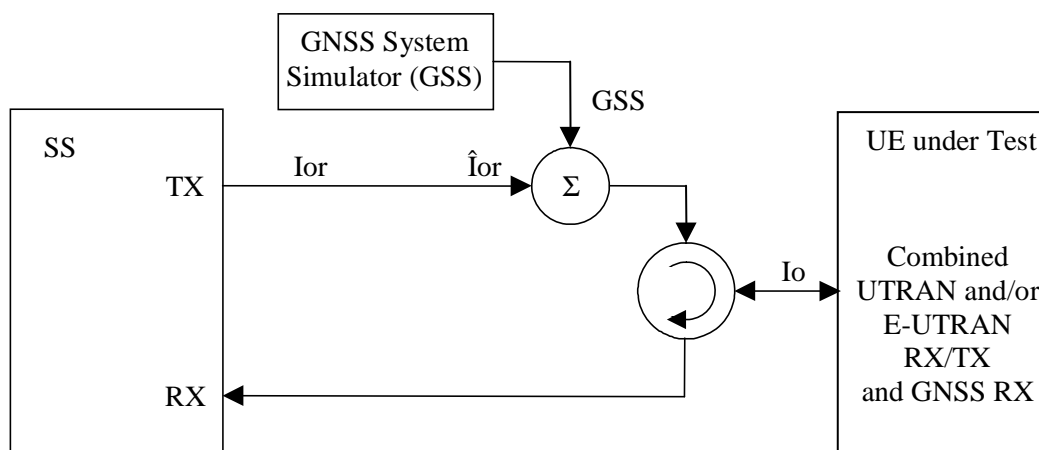 GNSS System
Simulator (GSS)
GSS
SS
TX
Ior
Îor
Σ
UE under Test
Io
Combined
UTRAN and/or
E-UTRAN
RX/TX
and GNSS RX
RX